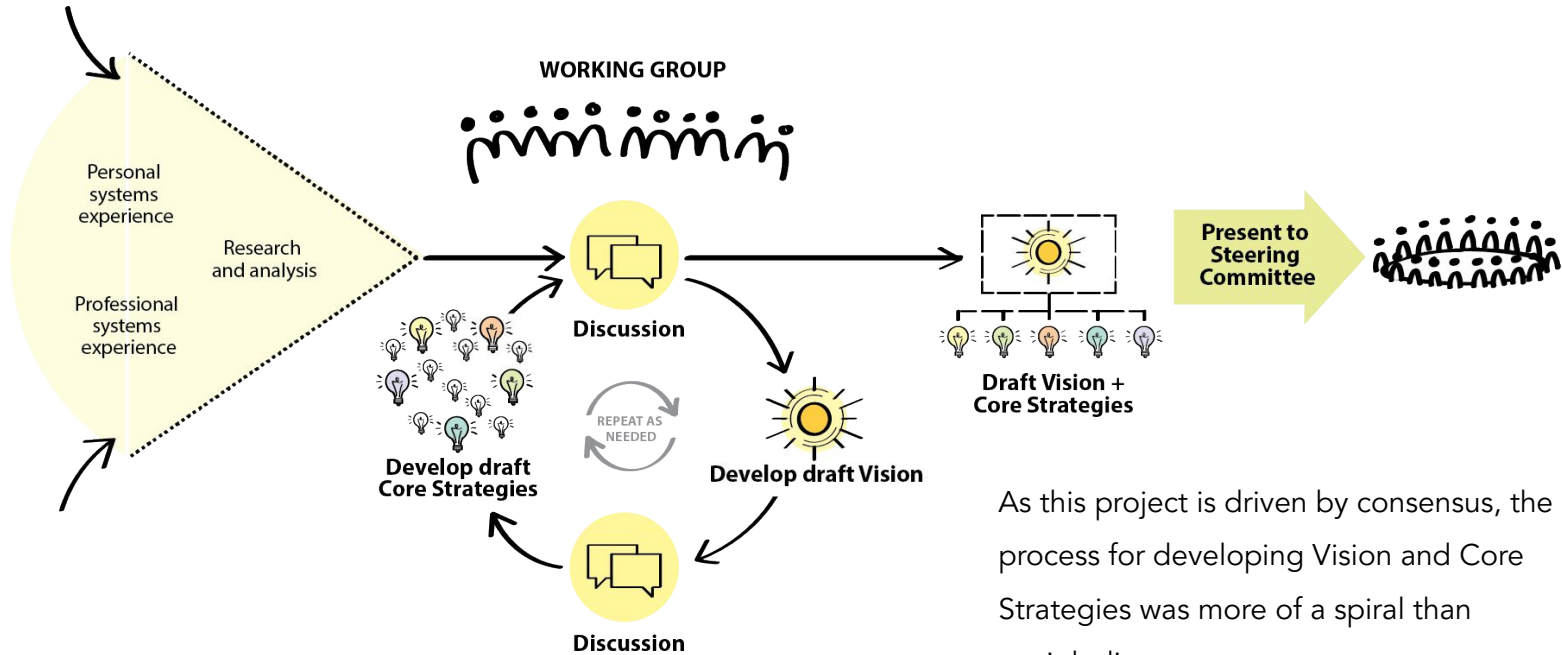 WORKING GROUP
Personal
systems
experience
Research
and analysis
Professional
systems
experience
Discussion
Develop draft
Core Strategies
REPEAT AS
NEEDED
Develop draft Vision
Discussion
Draft Vision +
Core Strategies
Present to
Steering
Committee
As this project is driven by consensus, the
process for developing Vision and Core
Strategies was more of a spiral than